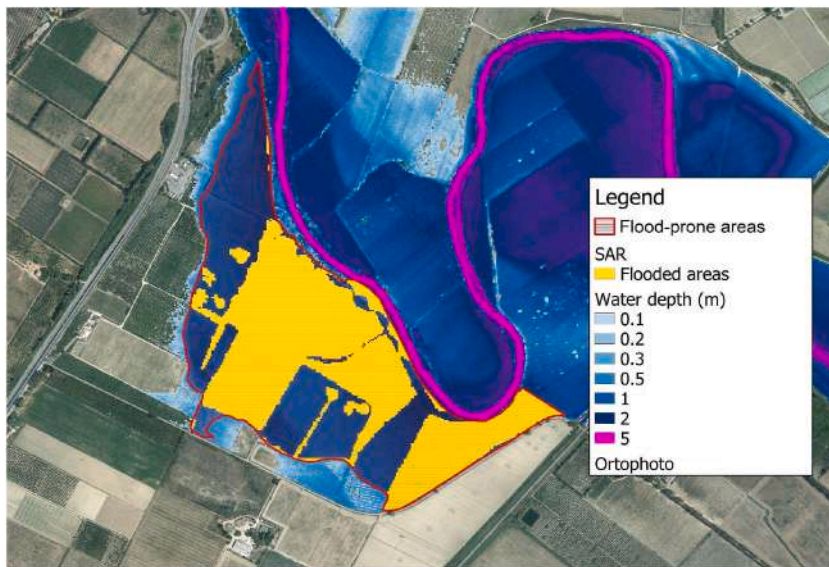 Legend
Flood-prone areas
SAR
Flooded areas
Water depth (m)
0.1
0.2
0.3
0.5
1
2
5
Ortophoto